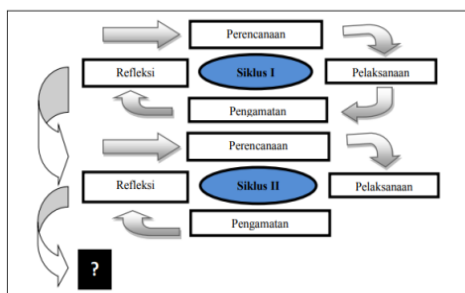 Perencanaan
Refleksi
Siklus I
Pelaksanaan
Pengamatan
Perencanaan
Refleksi
Siklus II
Pelaksanaan
Pengamatan
?